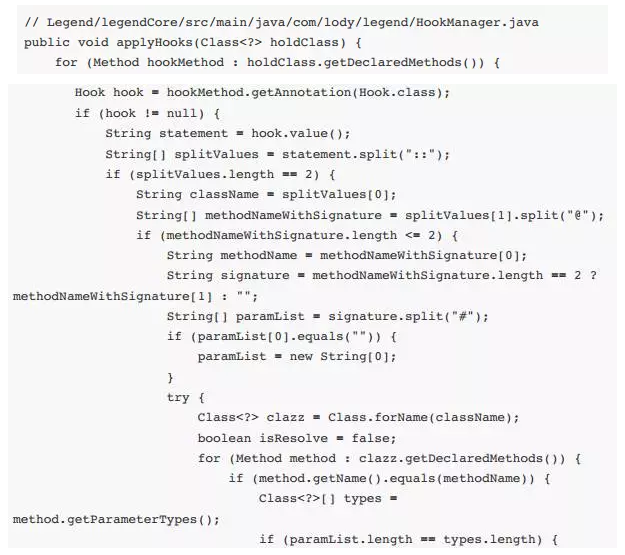 // Legend/legendCore/src/main/java/com/lody/legend/HookManager.java
public void applyHooks(Class<?> holdClass) {
    for (Method hookMethod : holdClass.getDeclaredMethods()) {
        Hook hook = hookMethod.getAnnotation(Hook.class);
        if (hook != null) {
            String statement = hook.value();
            String[] splitValues = statement.split("::");
            if (splitValues.length == 2) {
                String className = splitValues[0];
                String[] methodNameWithSignature = splitValues[1].split("@");
                if (methodNameWithSignature.length <= 2) {
                    String methodName = methodNameWithSignature[0];
                    String signature = methodNameWithSignature.length == 2 ?
methodNameWithSignature[1] : "";
                    String[] paramList = signature.split("#");
                    if (paramList[0].equals("")) {
                        paramList = new String[0];
                    }
                    try {
                        Class<?> clazz = Class.forName(className);
                        boolean isResolve = false;
                        for (Method method : clazz.getDeclaredMethods()) {
                            if (method.getName().equals(methodName)) {
                                Class<?>[] types =
method.getParameterTypes();
                                if (paramList.length == types.length) {